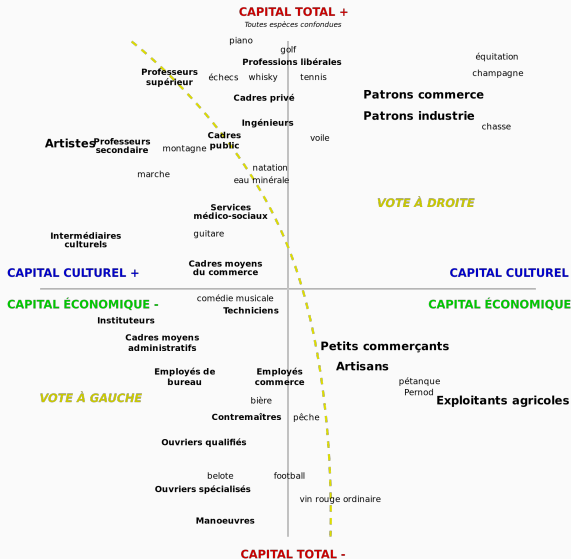 CAPITAL TOTAL +
Toutes espèces confondues
piano
golf
Professions libérales
équitation
champagne
Professeurs
supérieur
échecs
whisky
tennis
Cadres privé
Patrons commerce
Patrons industrie
Ingénieurs
chasse
Artistes
Professeurs
secondaire
montagne
Cadres
public
voile
natation
marche
eau minérale
VOTE À DROITE
Services
médico-sociaux
Intermédiaires
culturels
guitare
Cadres moyens
du commerce
CAPITAL CULTUREL +
CAPITAL CULTUREL
CAPITAL ÉCONOMIQUE -
CAPITAL ÉCONOMIQUE
comédie musicale
Techniciens
Instituteurs
Cadres moyens
administratifs
Petits commerçants
Artisans
Employés de
bureau
Employés
commerce
pétanque
Pernod
VOTE À GAUCHE
bière
Exploitants agricoles
Contremaîtres
pêche
Ouvriers qualifiés
belote
football
Ouvriers spécialisés
vin rouge ordinaire
Manoeuvres
CAPITAL TOTAL -